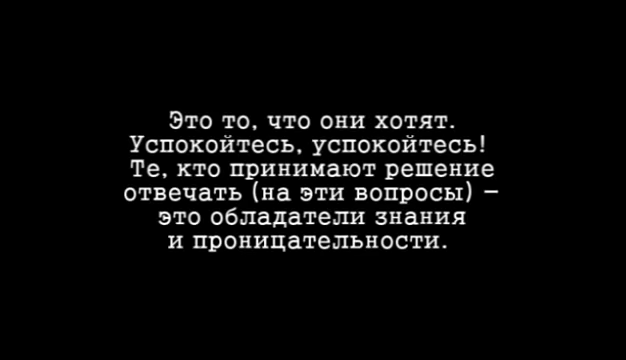 Это то, что они хотят.
Успокойтесь, успокойтесь!
Те, кто принимают решение
отвечать (на эти вопросы) –
это обладатели знания
и проницательности.